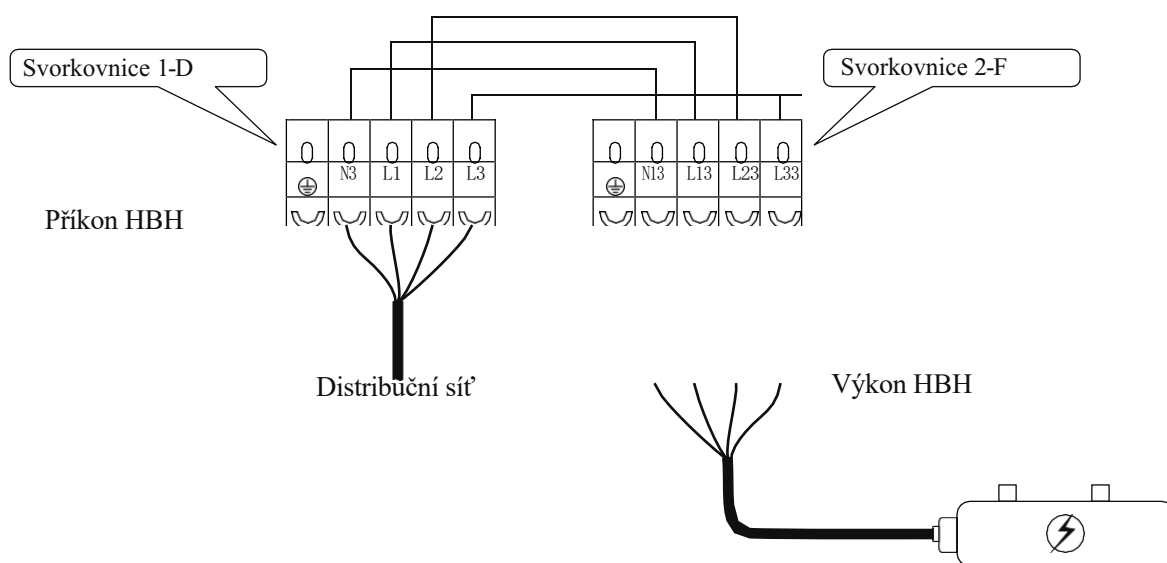 Svorkovnice 1-D
Svorkovnice 2-F
N3 L1 L2 L3
N13 L13 L23 L33
Příkon HBH
Distribuční síť
Výkon HBH